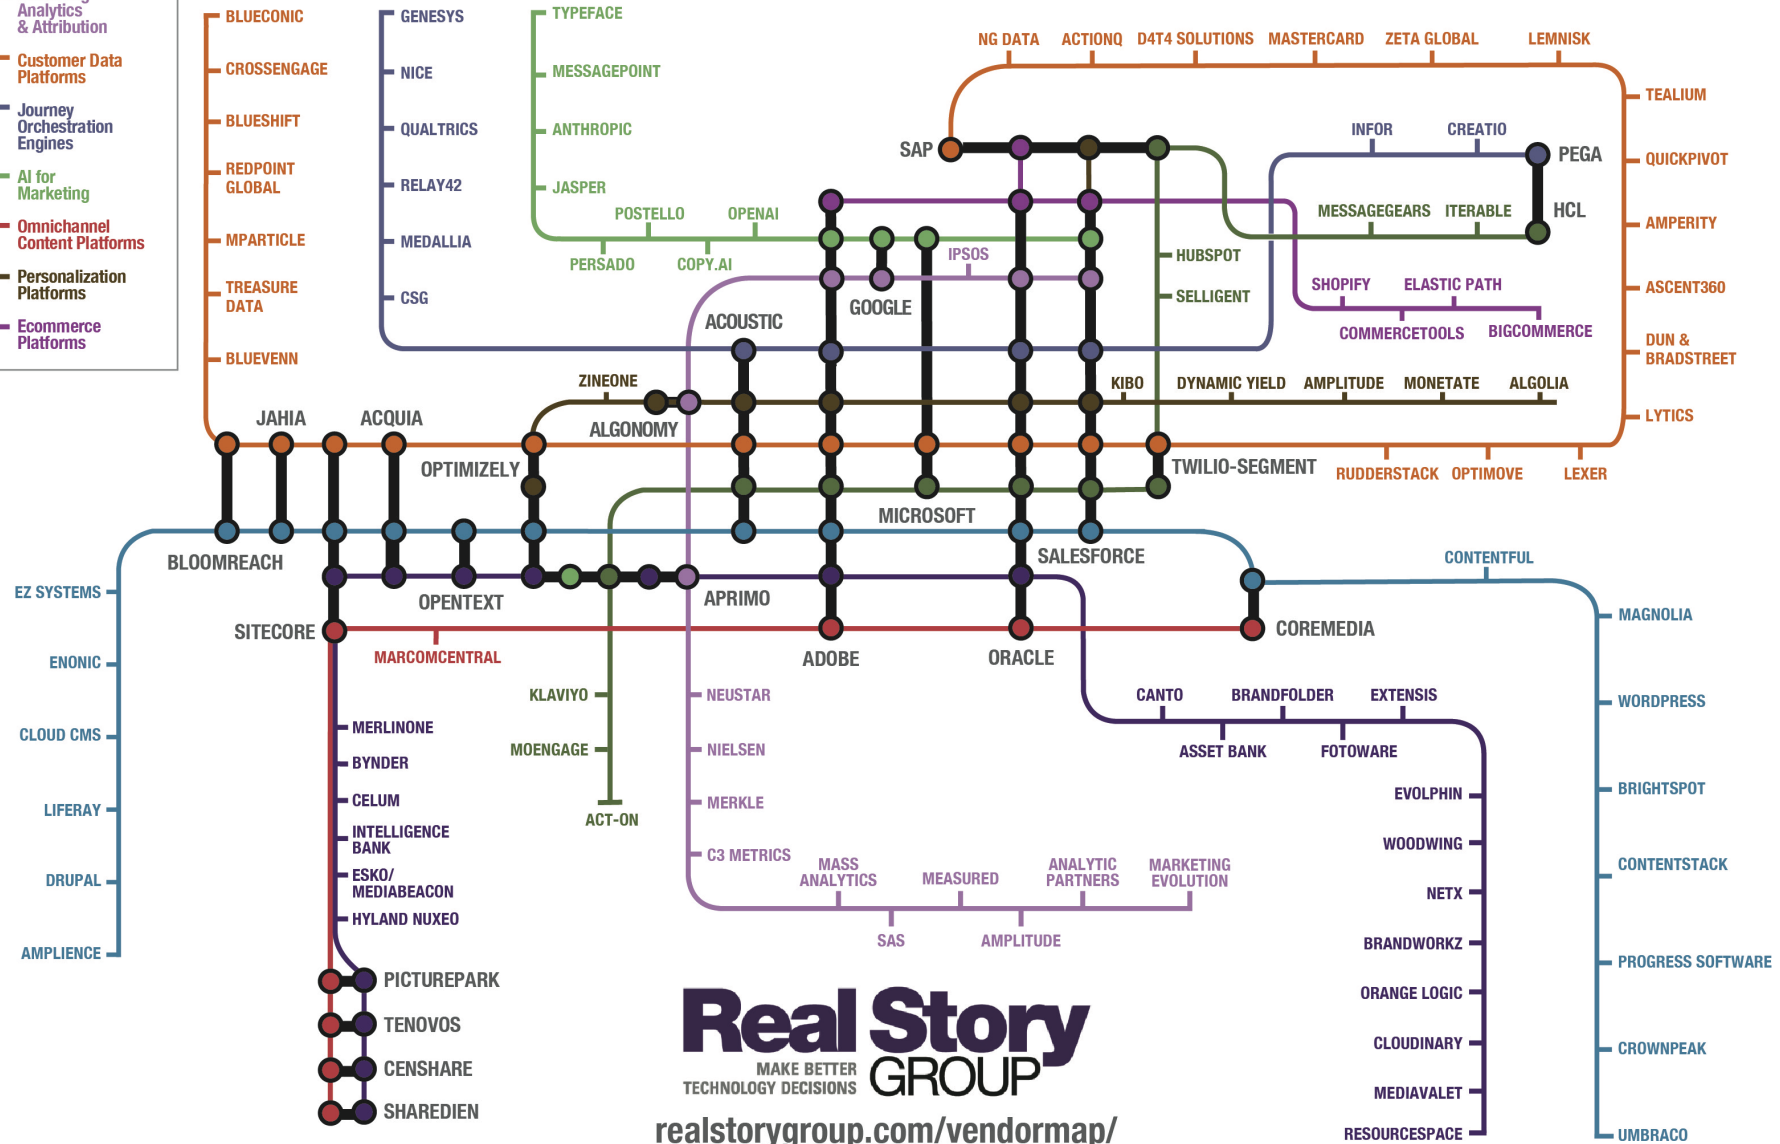 Analytics
& Attribution
Customer Data
Platforms
Journey
Orchestration
Engines
AI for
Marketing
Omnichannel
Content Platforms
Personalization
Platforms
Ecommerce
Platforms
BLUECONIC
CROSSENGAGE
BLUESHIFT
REDPOINT
GLOBAL
MPARTICLE
TREASURE
DATA
BLUEVENN
GENESYS
NICE
QUALTRICS
RELAY42
MEDALLIA
CSG
TYPEFACE
MESSAGEPOINT
ANTHROPIC
JASPER
POSTELLO
OPENAI
PERSADO
COPY.AI
NG DATA
ACTIONQ
D4T4 SOLUTIONS
MASTERCARD
ZETA GLOBAL
LEMNISK
TEALIUM
QUICKPIVOT
AMPERITY
ASCENT360
DUN &
BRADSTREET
LYTICS
SAP
INFOR
CREATIO
PEGA
HCL
MESSAGEGEARS
ITERABLE
HUBSPOT
SELLIGENT
IPSOS
GOOGLE
SHOPIFY
ELASTIC PATH
COMMERCETOOLS
BIGCOMMERCE
ACOUSTIC
ZINEONE
ALGONOMY
KIBO
DYNAMIC YIELD
AMPLITUDE
MONETATE
ALGOLIA
JAHIA
ACQUIA
OPTIMIZELY
TWILIO-SEGMENT
RUDDERSTACK
OPTIMOVE
LEXER
MICROSOFT
BLOOMREACH
SALESFORCE
CONTENTFUL
EZ SYSTEMS
ENONIC
CLOUD CMS
LIFERAY
DRUPAL
AMPLIENCE
OPENTEXT
APRIMO
SITECORE
MARCOMCENTRAL
ADOBE
ORACLE
COREMEDIA
MAGNOLIA
WORDPRESS
BRIGHTSPOT
CONTENTSTACK
PROGRESS SOFTWARE
CROWNPEAK
UMBRACO
KLAVIYO
MOENGAGE
ACT-ON
NEUSTAR
NIELSEN
MERKLE
C3 METRICS
MASS
ANALYTICS
MEASURED
ANALYTIC
PARTNERS
MARKETING
EVOLUTION
SAS
AMPLITUDE
CANTO
BRANDFOLDER
EXTENSIS
ASSET BANK
FOTOWARE
EVOLPHIN
WOODWING
NETX
BRANDWORKZ
ORANGE LOGIC
CLOUDINARY
MEDIAVALET
RESOURCESPACE
MERLINONE
BYNDER
CELUM
INTELLIGENCE
BANK
ESKO/
MEDIABEACON
HYLAND NUXEO
PICTUREPARK
TENOVOS
CENSHARE
SHAREDIEN
Real Story
GROUP
MAKE BETTER
TECHNOLOGY DECISIONS
realstorygroup.com/vendormap/